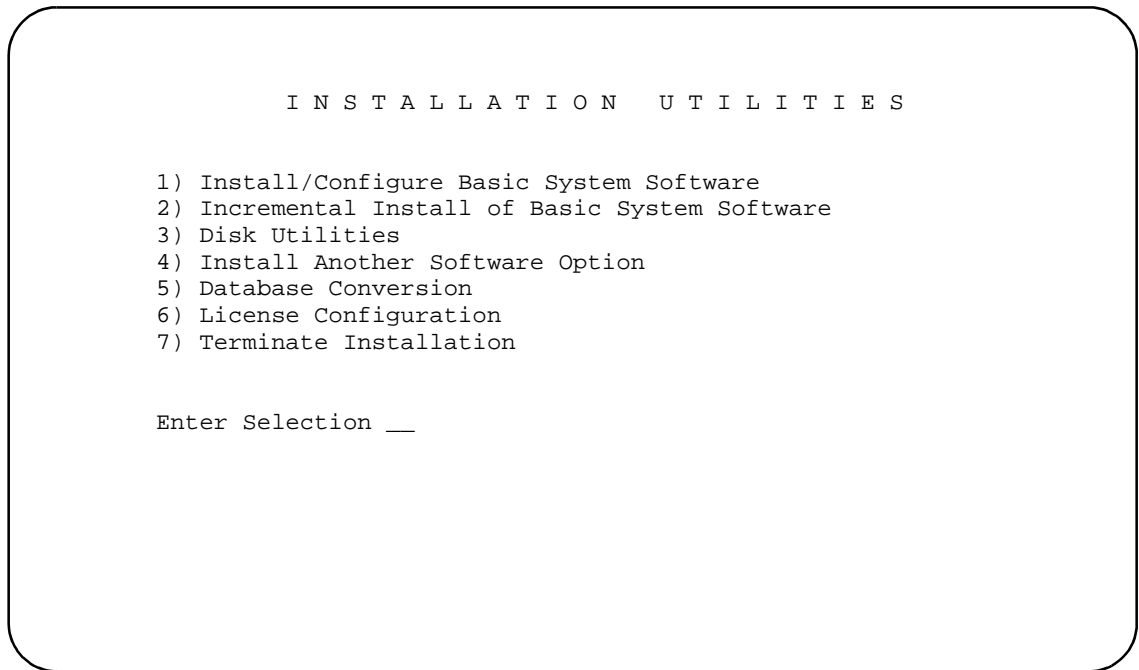 I N S T A L L A T I O N   U T I L I T I E S
1) Install/Configure Basic System Software
2) Incremental Install of Basic System Software
3) Disk Utilities
4) Install Another Software Option
5) Database Conversion
6) License Configuration
7) Terminate Installation
Enter Selection __